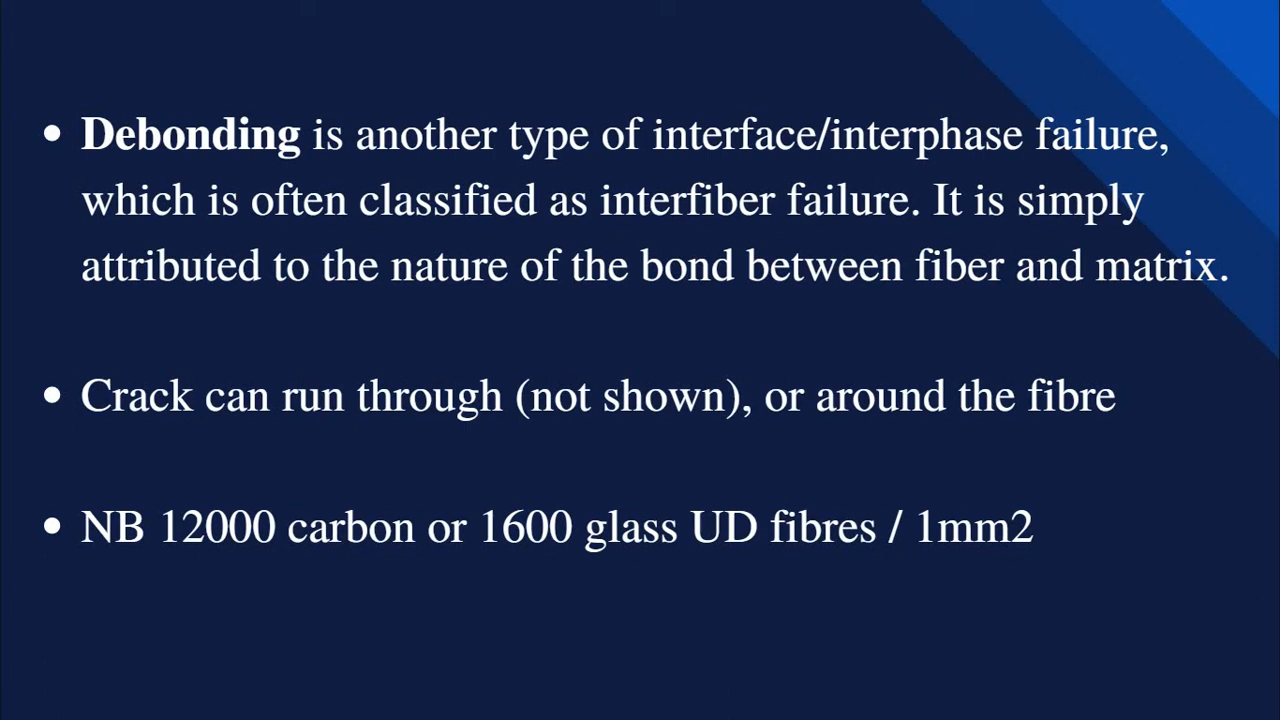 • Debonding is another type of interface/interphase failure,
which is often classified as interfiber failure. It is simply
attributed to the nature of the bond between fiber and matrix.
• Crack can run through (not shown), or around the fibre
• NB 12000 carbon or 1600 glass UD fibres / 1mm2